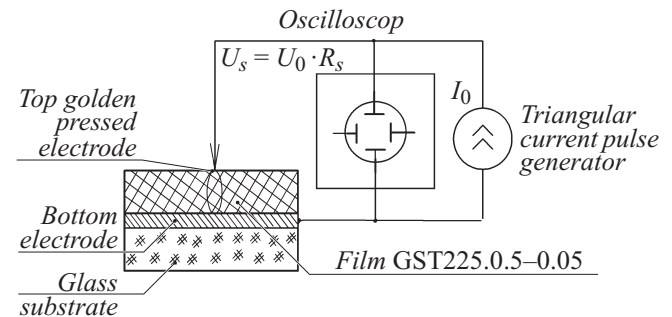 Oscilloscop
U_s = U_0 · R_s
I_0
Top golden
pressed
electrode
Triangular
current pulse
generator
Bottom
electrode
Film GST225.0.5–0.05
Glass
substrate